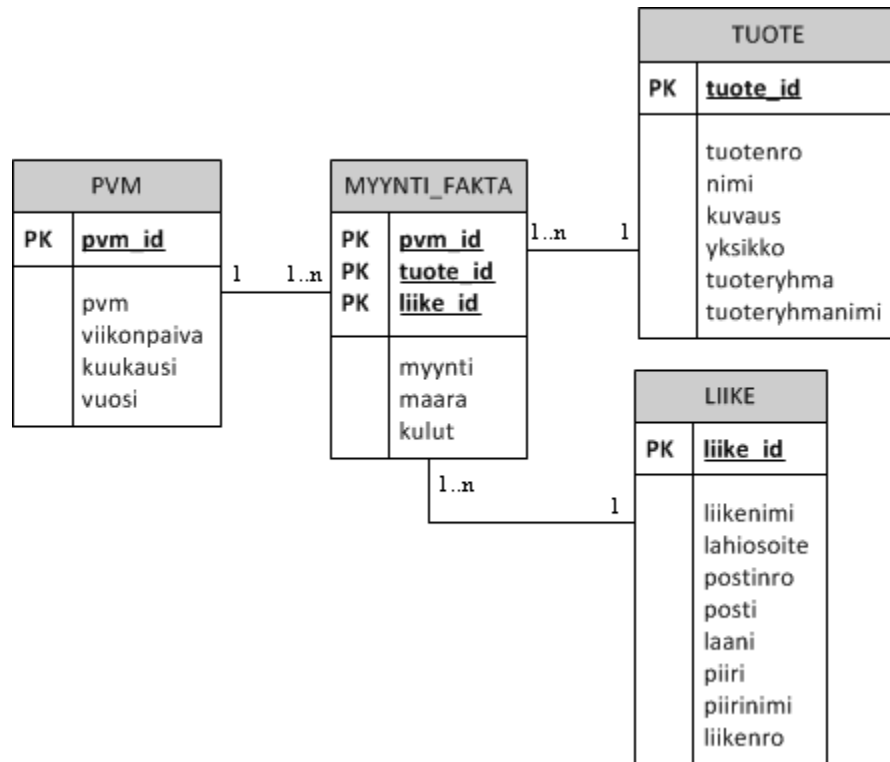 TUOTE
PK tuote_id
tuotenro
nimi
kuvaus
yksikko
tuoteryhma
tuoteryhmanimi
PVM
PK pvm_id
pvm
viikonpaiva
kuukausi
vuosi
1 1..n
MYYNTI_FAKTA
PK pvm_id
PK tuote_id
PK liike_id
myynti
maara
kulut
1..n 1
1..n 1
LIIKE
PK liike_id
liikenimi
lahiosoite
postinro
posti
laani
piiri
piirinimi
liikenro